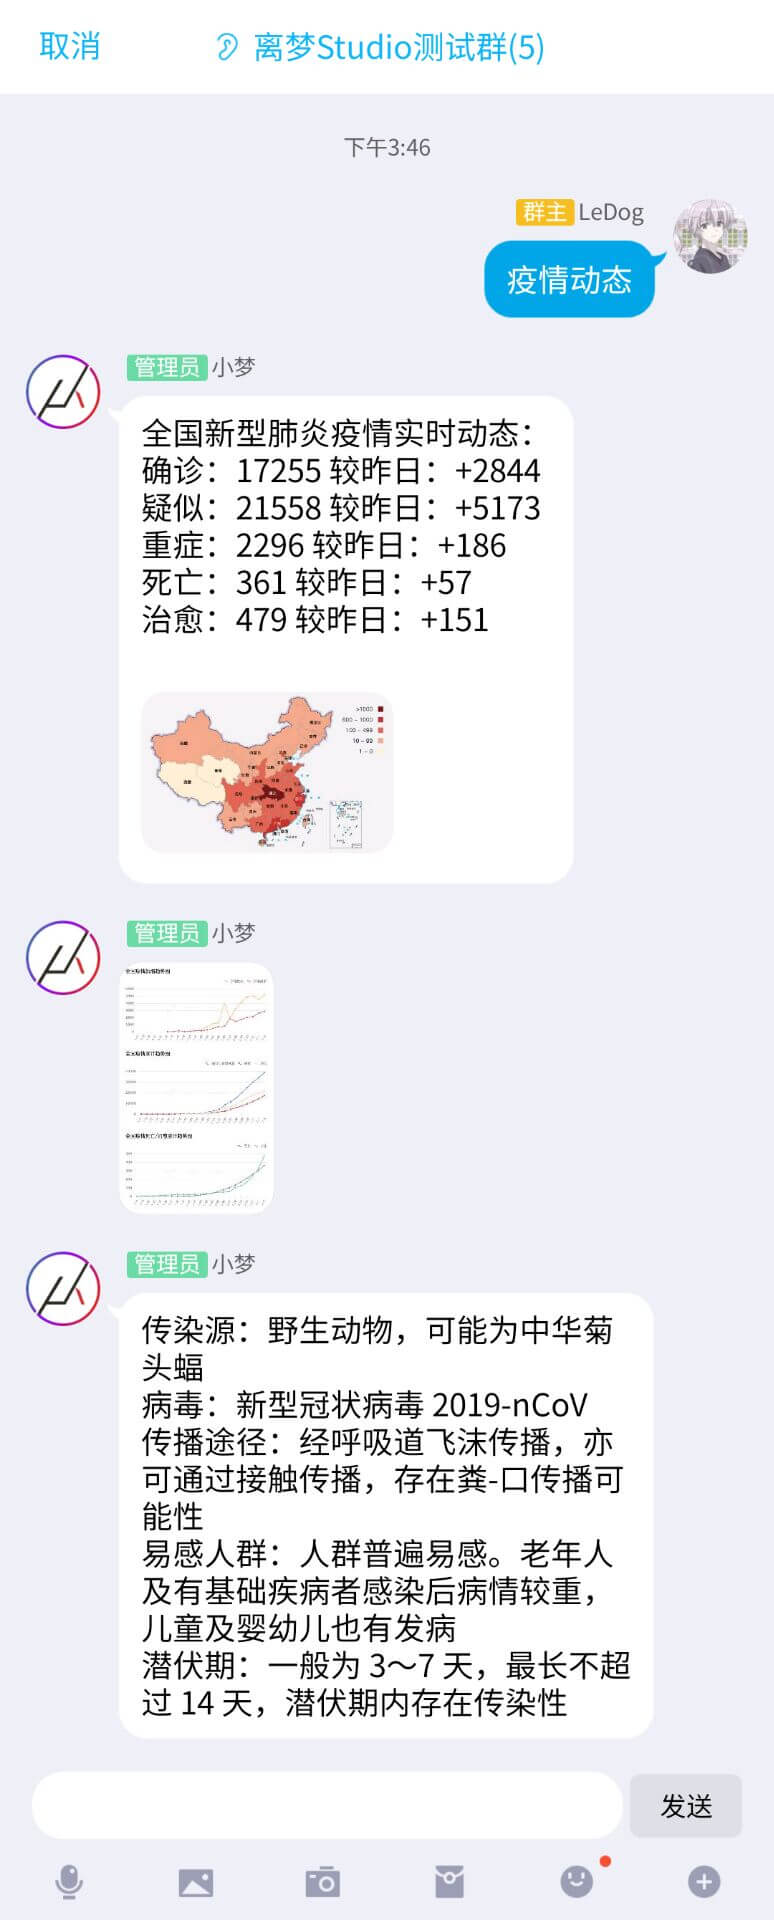 取消
离梦Studio测试群(5)
下午3:46
群主 LeDog
疫情动态
管理员 小梦
全国新型肺炎疫情实时动态：
确诊：17255 较昨日：+2844
疑似：21558 较昨日：+5173
重症：2296 较昨日：+186
死亡：361 较昨日：+57
治愈：479 较昨日：+151
>1000
500 - 1000
100 - 499
10 - 99
1 - 9
管理员 小梦
管理员 小梦
传染源：野生动物，可能为中华菊
头蝠
病毒：新型冠状病毒 2019-nCoV
传播途径：经呼吸道飞沫传播，亦
可通过接触传播，存在粪-口传播可
能性
易感人群：人群普遍易感。老年人
及有基础疾病者感染后病情较重，
儿童及婴幼儿也有发病
潜伏期：一般为 3～7 天，最长不超
过 14 天，潜伏期内存在传染性
发送